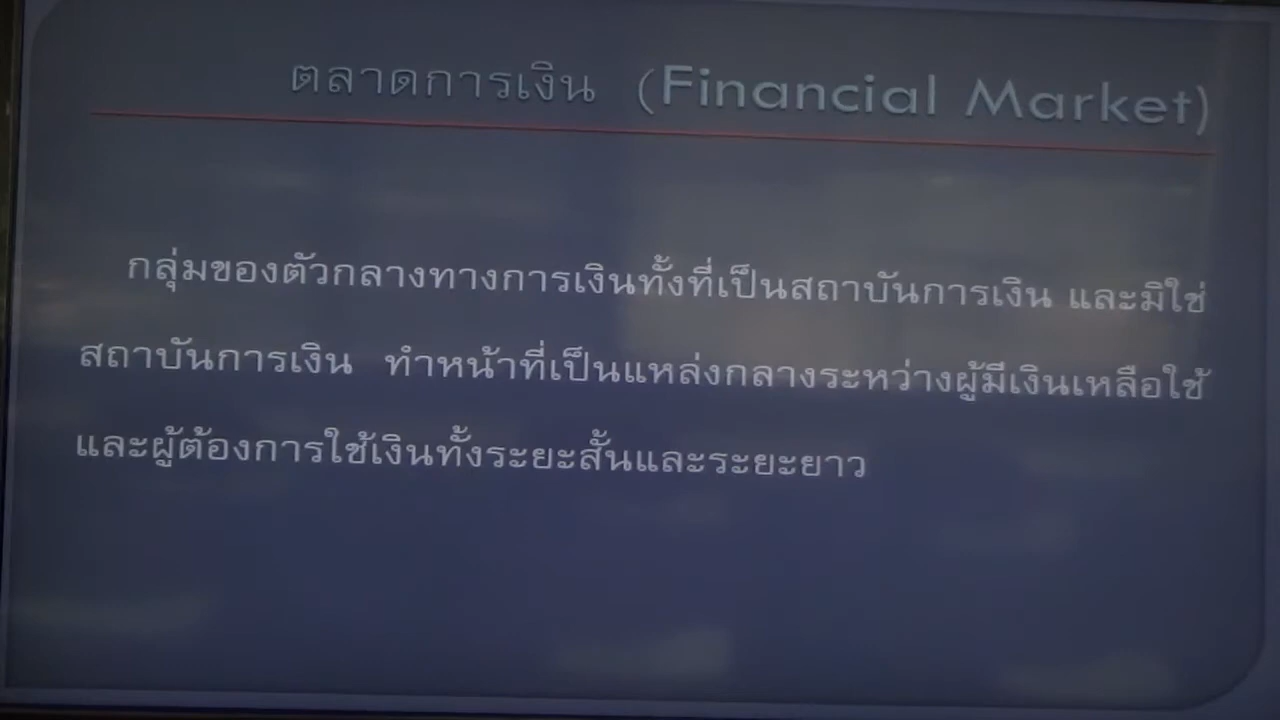 ตลาดการเงิน (Financial Market)
กลุ่มของตัวกลางทางการเงินทั้งที่เป็นสถาบันการเงิน และมิใช่
สถาบันการเงิน ทำหน้าที่เป็นแหล่งกลางระหว่างผู้มีเงินเหลือใช้
และผู้ต้องการใช้เงินทั้งระยะสั้นและระยะยาว